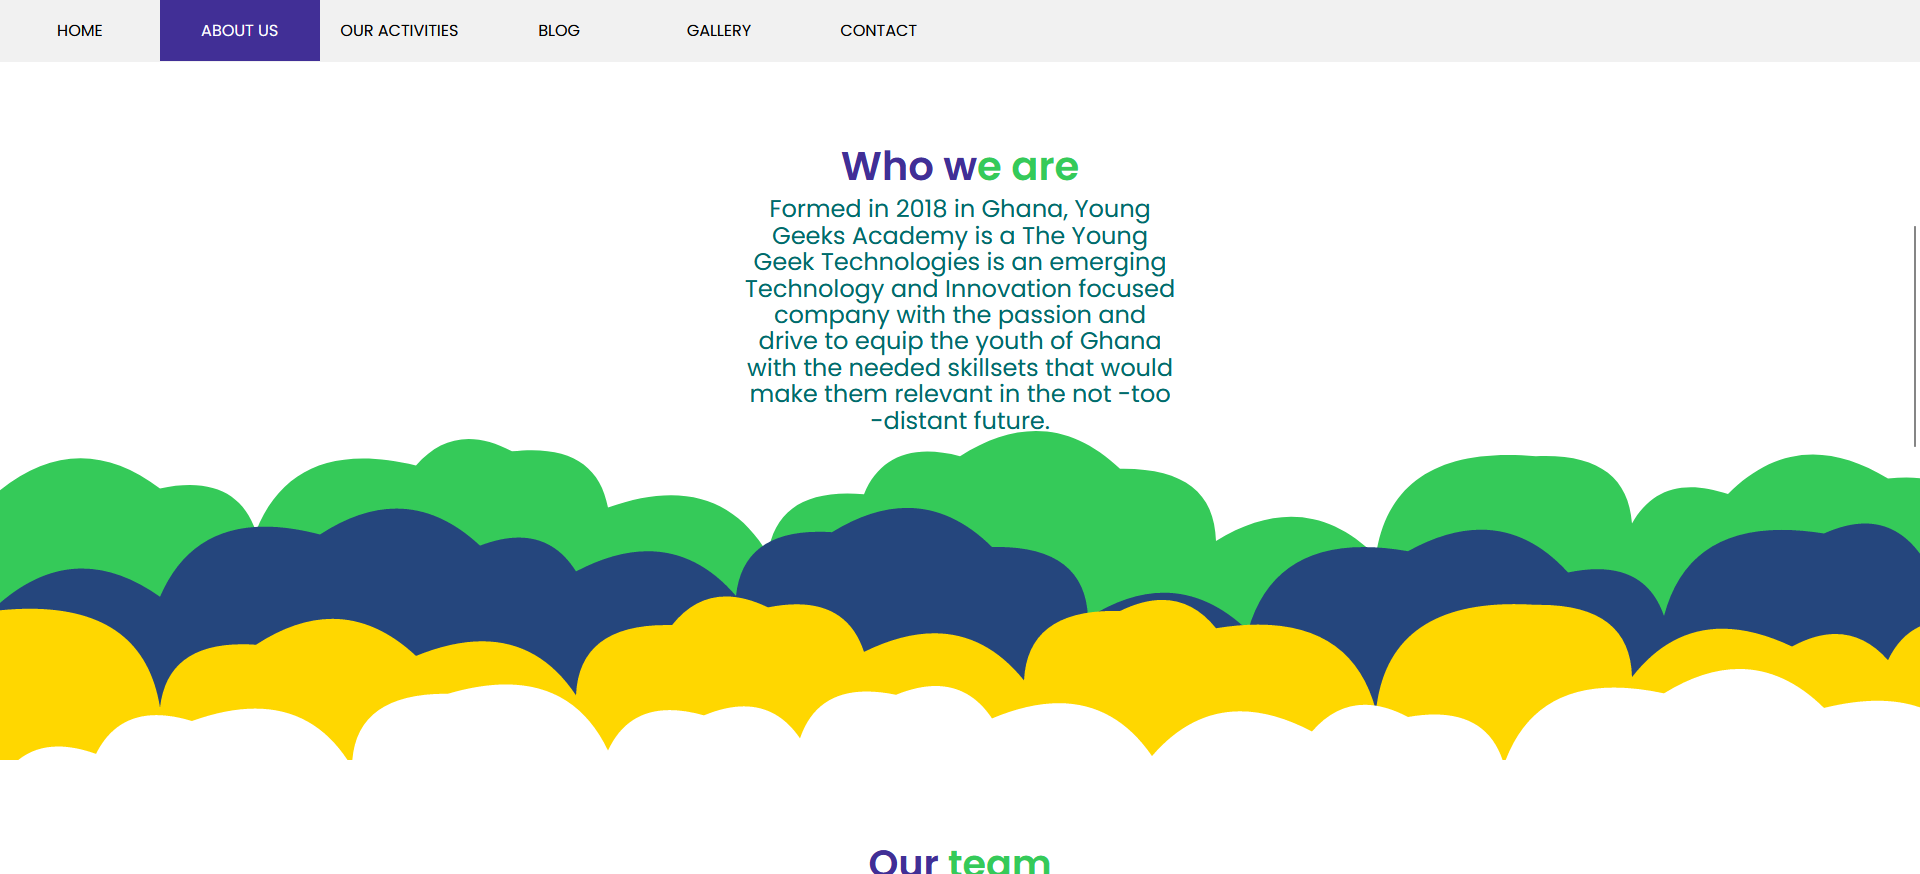 HOME ABOUT US OUR ACTIVITIES BLOG GALLERY CONTACT
Who we are
Formed in 2018 in Ghana, Young
Geeks Academy is a The Young
Geek Technologies is an emerging
Technology and Innovation focused
company with the passion and
drive to equip the youth of Ghana
with the needed skillsets that would
make them relevant in the not -too
-distant future.
Our team